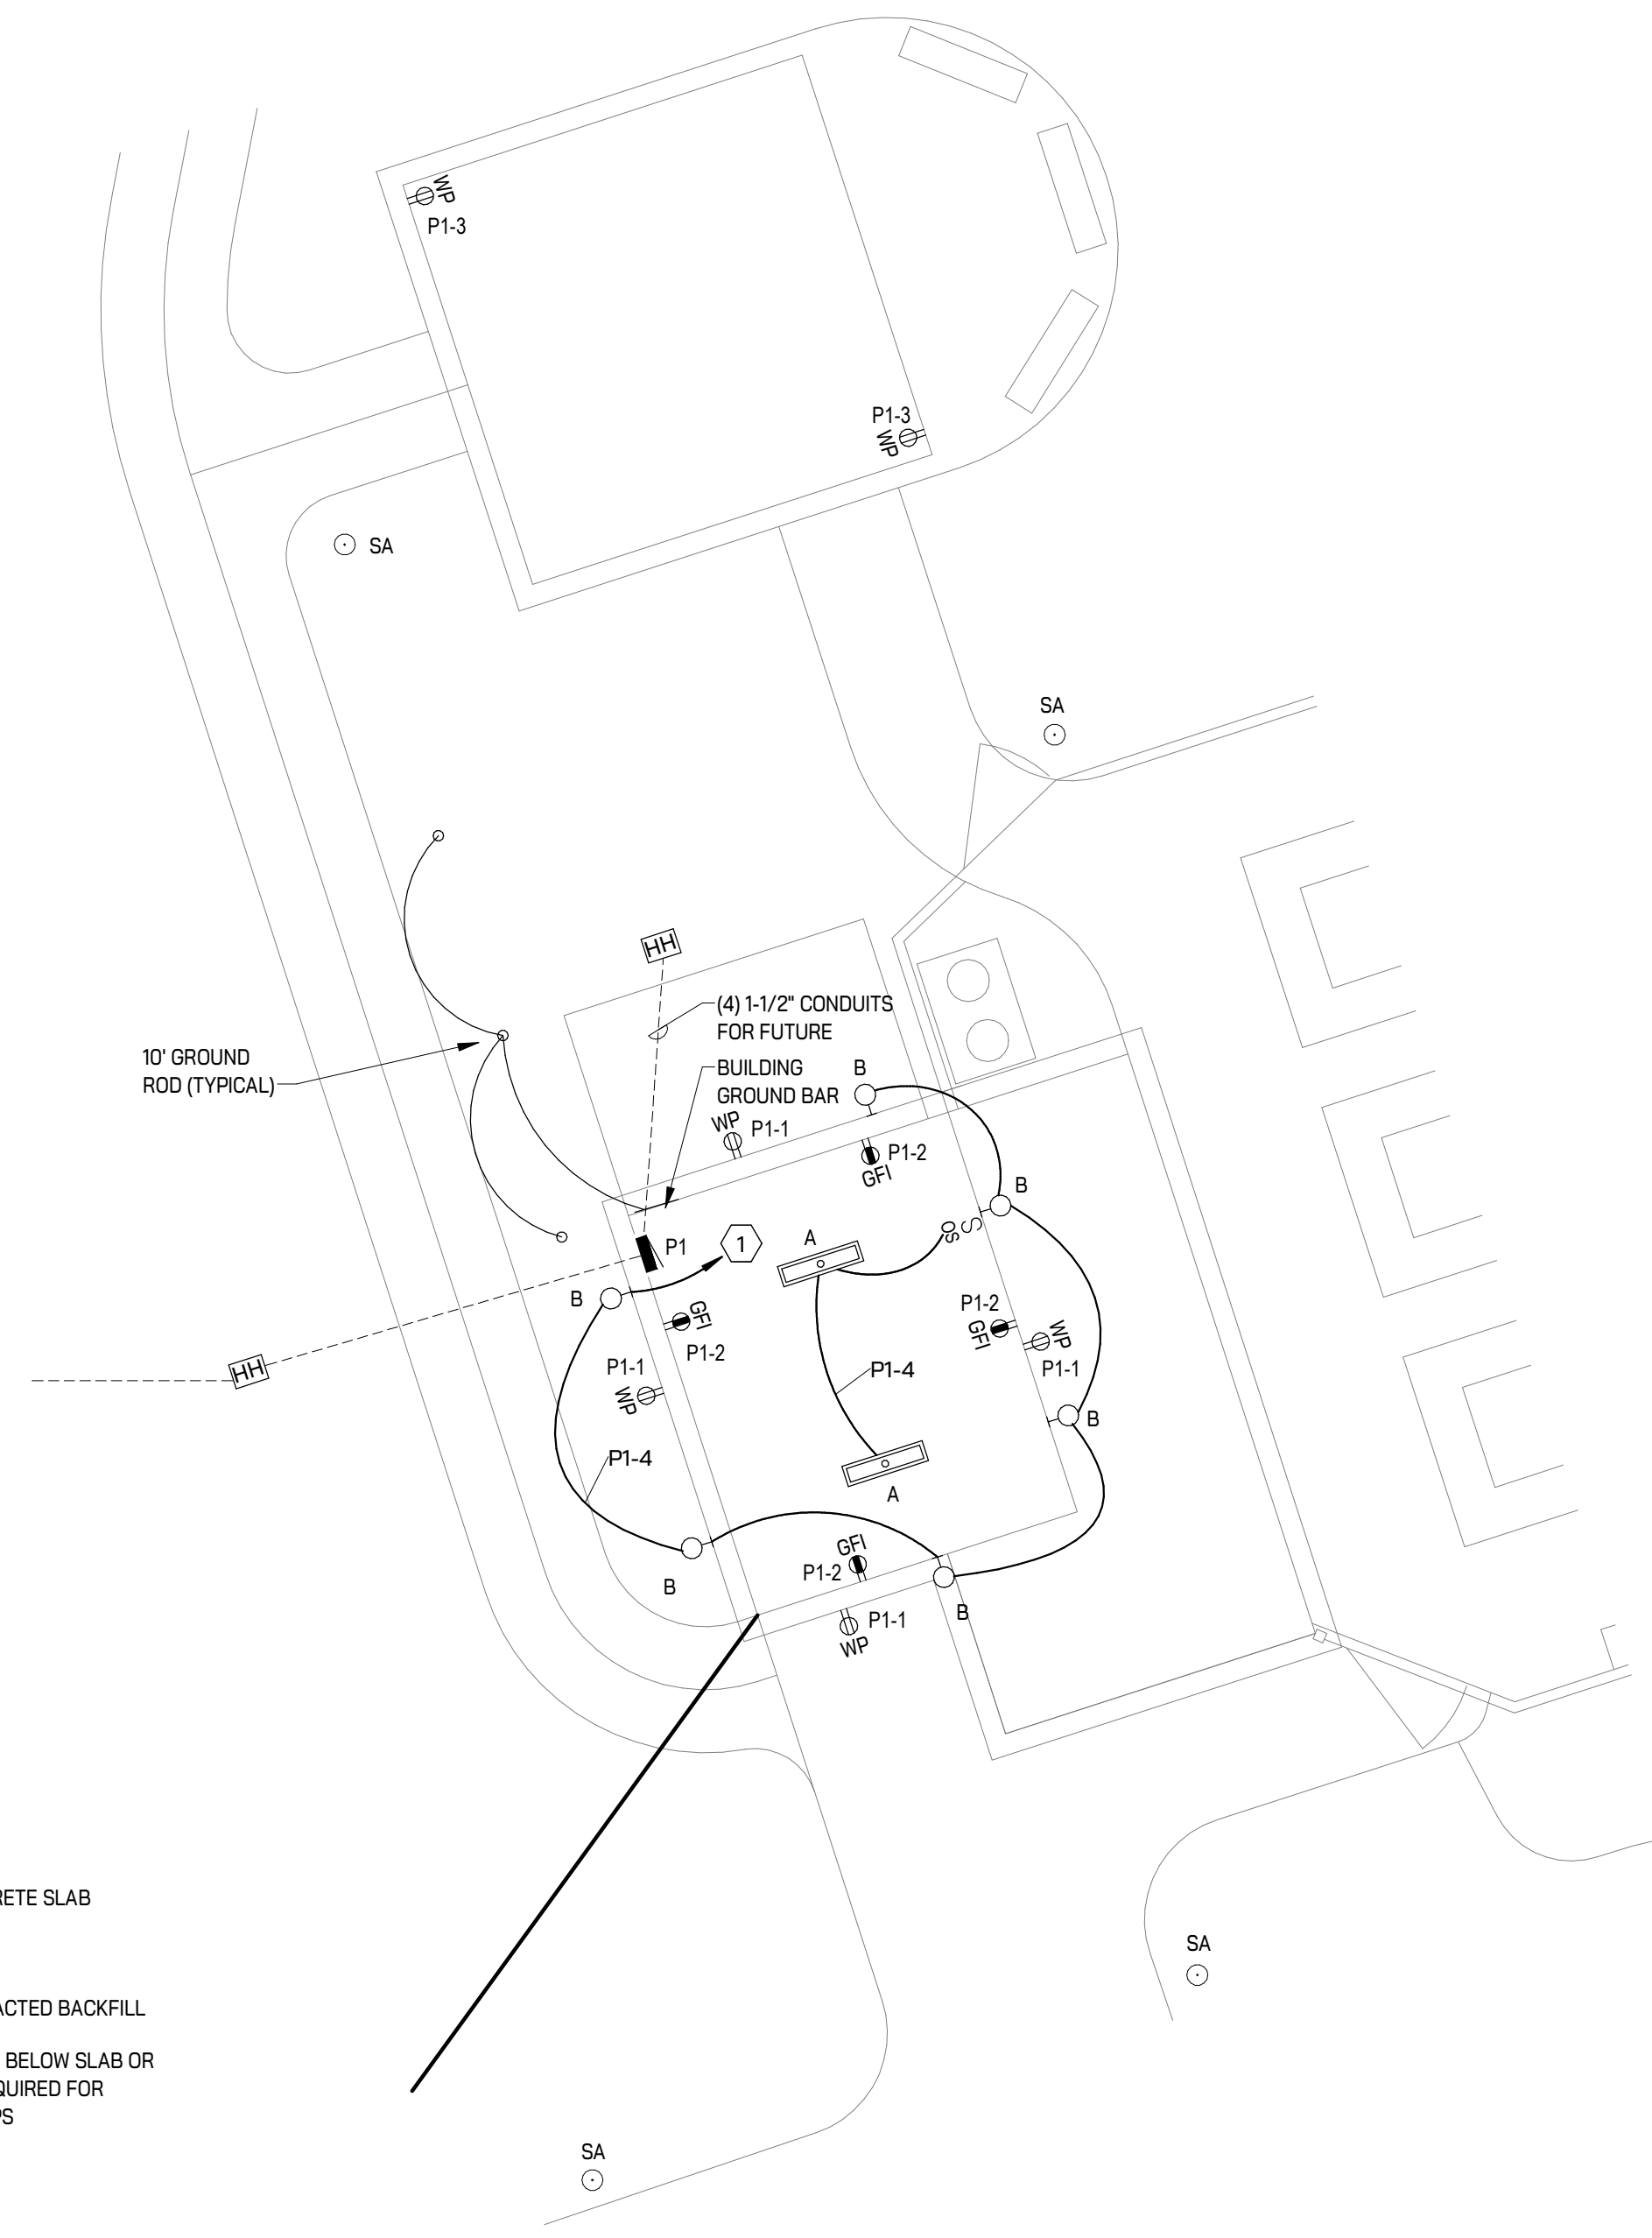 WP
P1-3
P1-3
WP
SA
SA
HH
(4) 1-1/2" CONDUITS
FOR FUTURE
10' GROUND
ROD (TYPICAL)
BUILDING
GROUND BAR
B
WP
P1-1
P1-2
GFI
B
S
OS
P1
1
A
B
GFI
P1-2
P1-2
GFI
WP
P1-1
P1-1
WP
HH
P1-4
B
P1-4
A
GFI
P1-2
B
P1-1
WP
B
RETE SLAB
SA
ACTED BACKFILL
BELOW SLAB OR
QUIRED FOR
PS
SA